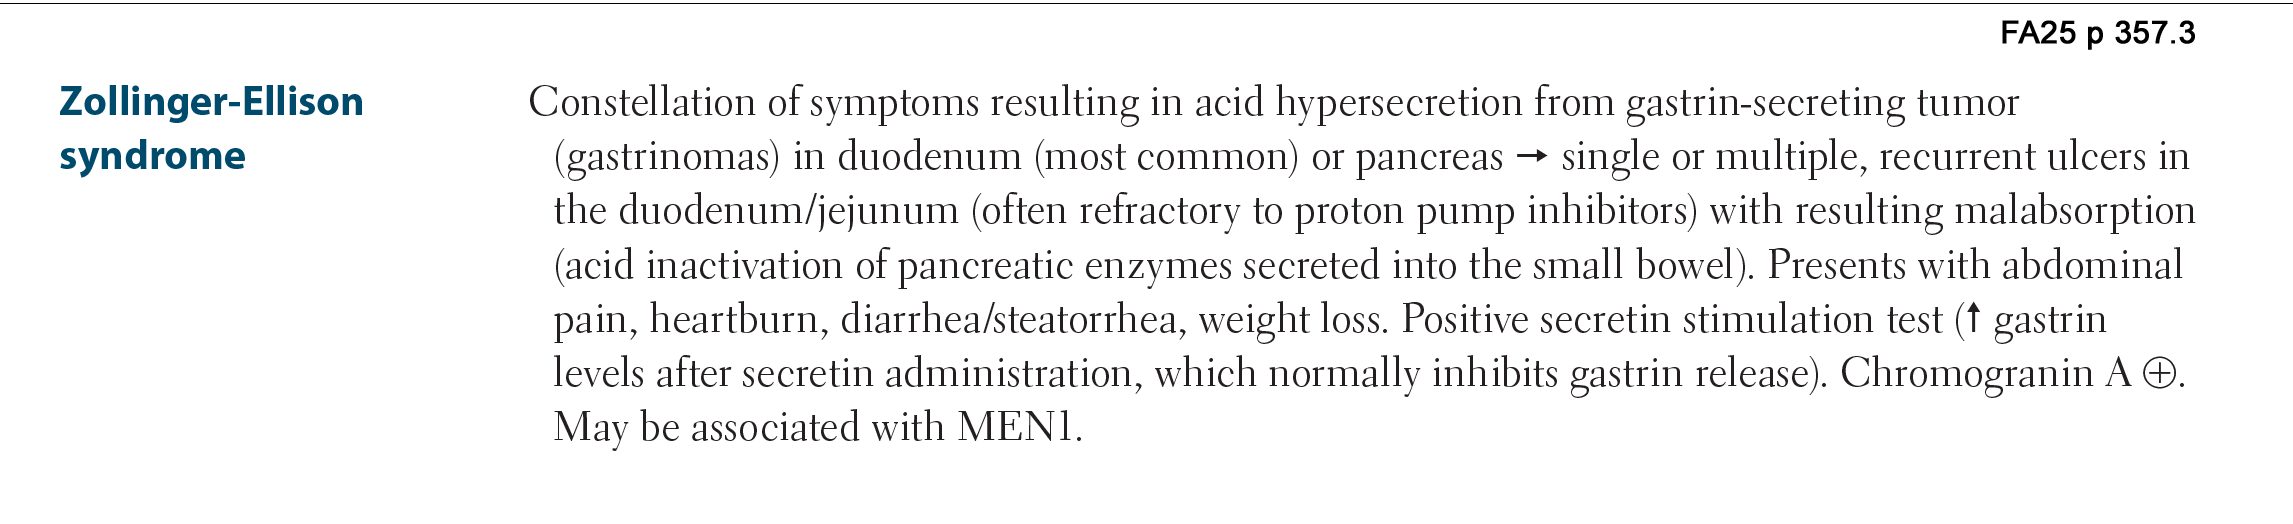 FA25 p 357.3
Zollinger-Ellison
syndrome
Constellation of symptoms resulting in acid hypersecretion from gastrin-secreting tumor
(gastrinomas) in duodenum (most common) or pancreas → single or multiple, recurrent ulcers in
the duodenum/jejunum (often refractory to proton pump inhibitors) with resulting malabsorption
(acid inactivation of pancreatic enzymes secreted into the small bowel). Presents with abdominal
pain, heartburn, diarrhea/steatorrhea, weight loss. Positive secretin stimulation test (↑ gastrin
levels after secretin administration, which normally inhibits gastrin release). Chromogranin A ⊕.
May be associated with MEN1.